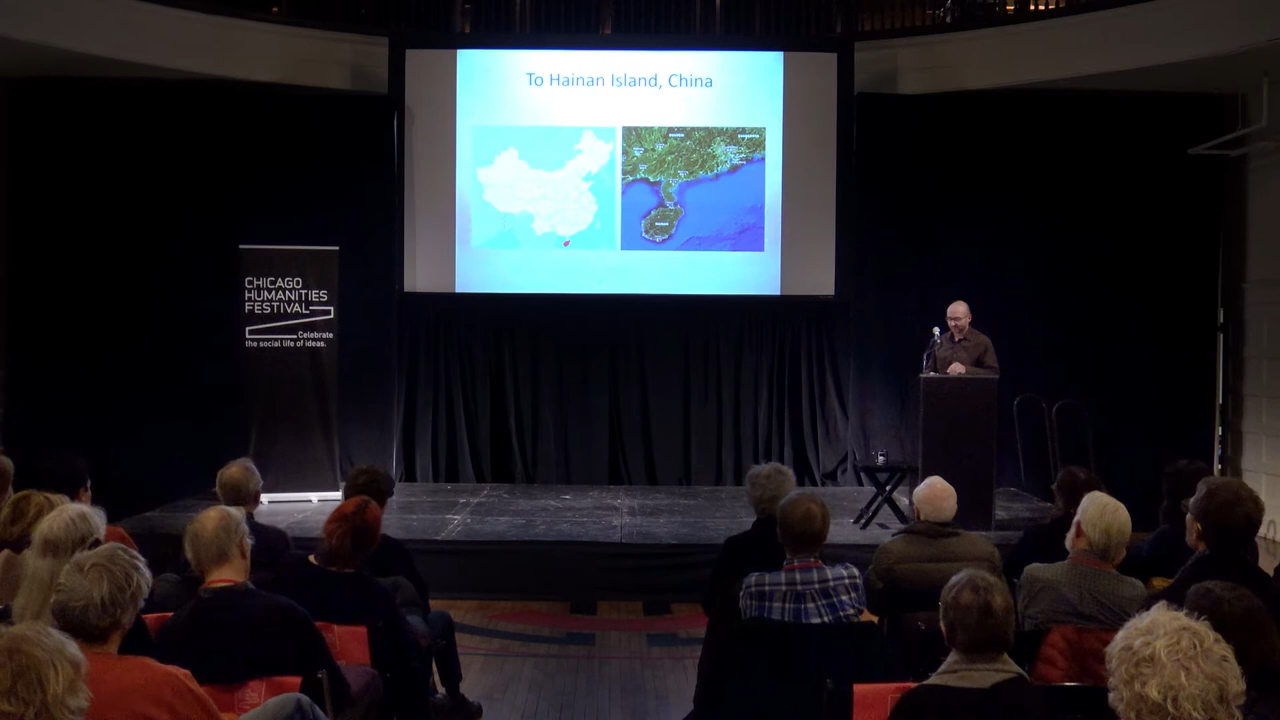 To Hainan Island, China
CHICAGO
HUMANITIES
FESTIVAL
Celebrate
the social life of ideas.